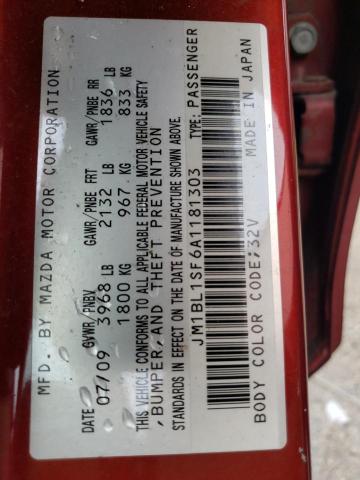 MFD. BY MAZDA MOTOR CORPORATION
DATE GVWR/PNBV GAWR/PNBE FRT GAWR/PNBE RR
07/09 3968 LB 2132 LB 1836 LB
1800 KG 967 KG 833 KG
THIS VEHICLE CONFORMS TO ALL APPLICABLE FEDERAL MOTOR VEHICLE SAFETY
,BUMPER, AND THEFT PREVENTION
STANDARDS IN EFFECT ON THE DATE OF MANUFACTURE SHOWN ABOVE.
JM1BL1SF6A1181303 TYPE: PASSENGER
BODY COLOR CODE;32V MADE IN JAPAN